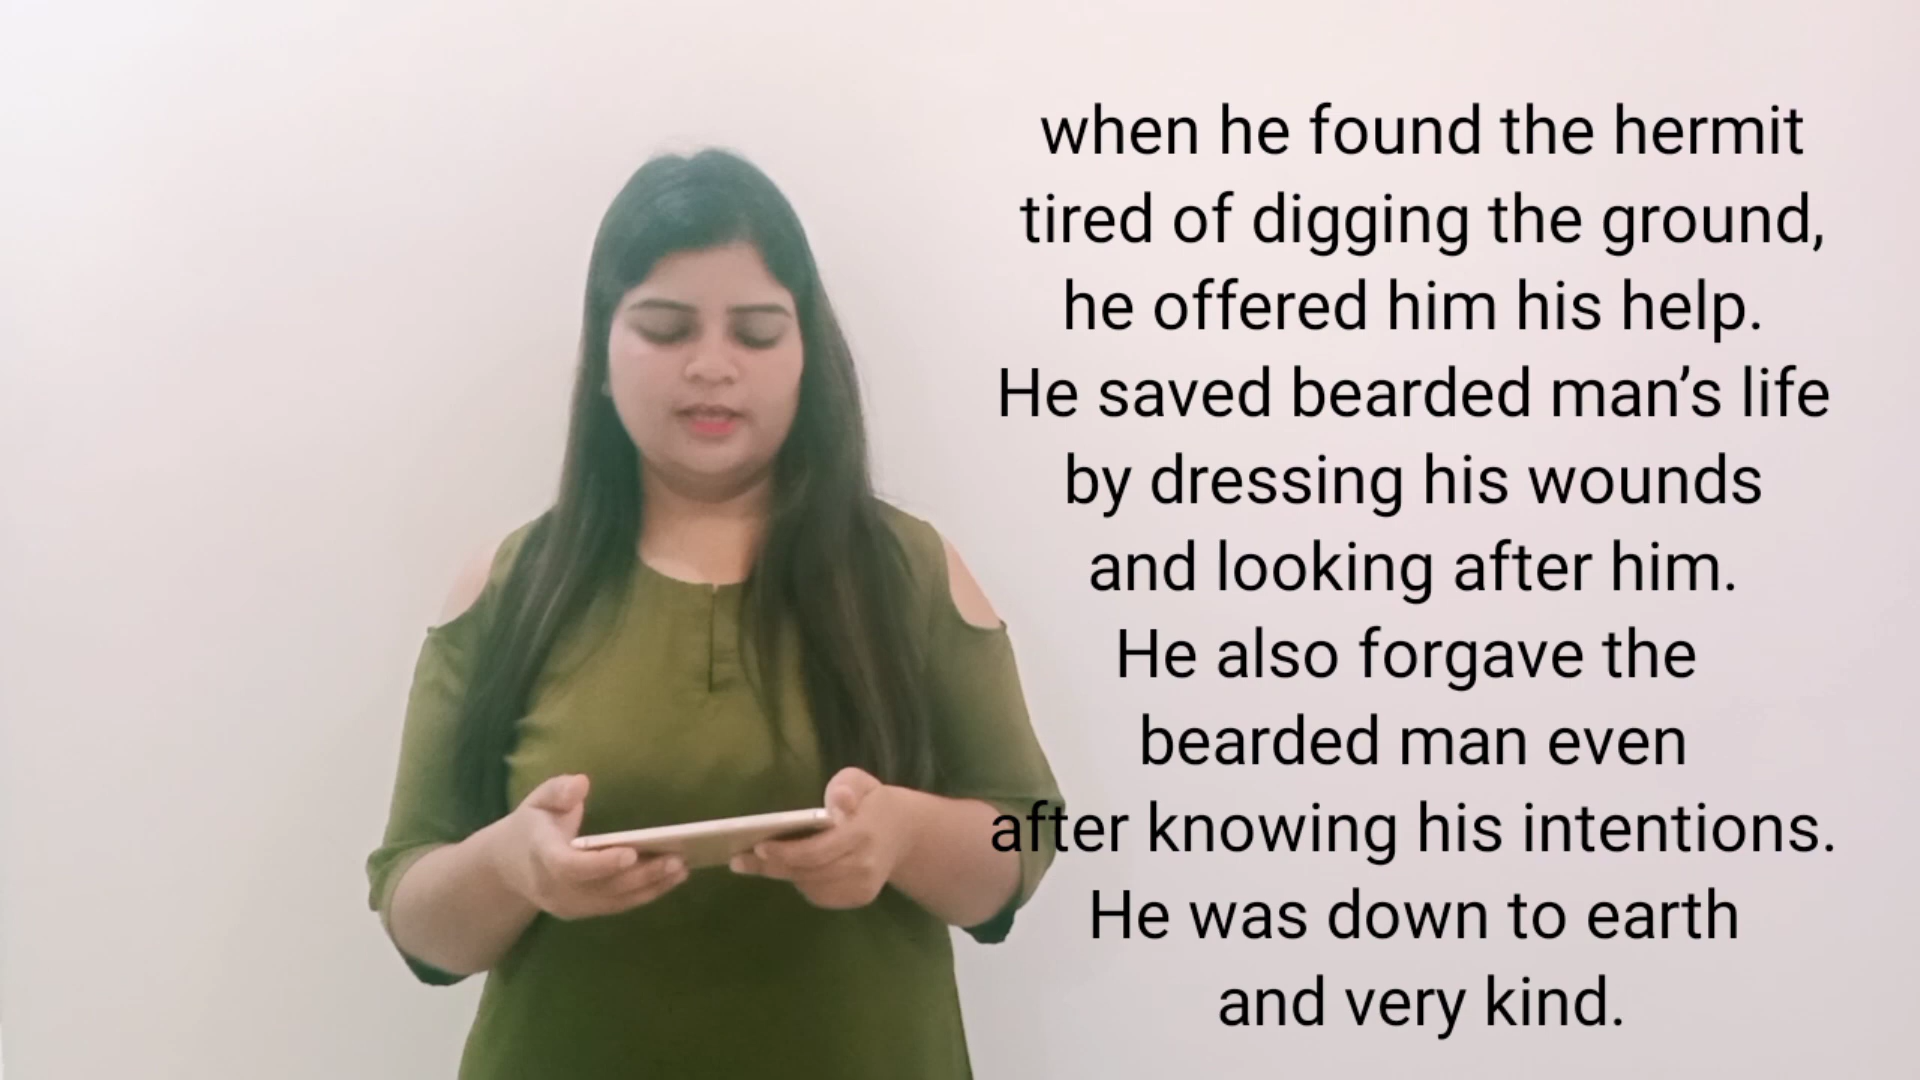 when he found the hermit
tired of digging the ground,
he offered him his help.
He saved bearded man’s life
by dressing his wounds
and looking after him.
He also forgave the
bearded man even
after knowing his intentions.
He was down to earth
and very kind.